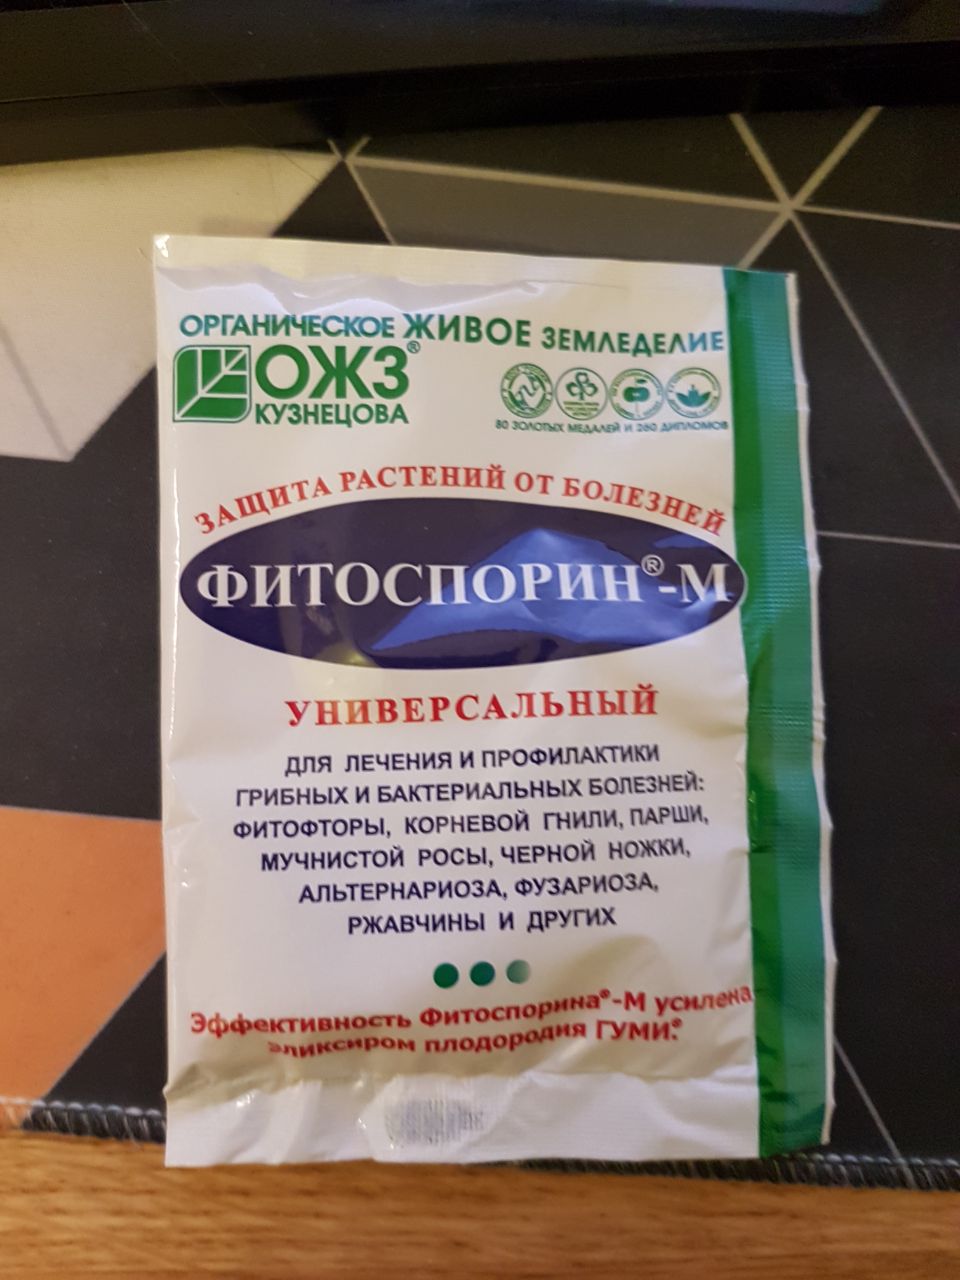 ОРГАНИЧЕСКОЕ ЖИВОЕ ЗЕМЛЕДЕЛИЕ
ОЖЗ®
КУЗНЕЦОВА
80 ЗОЛОТЫХ МЕДАЛЕЙ И 260 ДИПЛОМОВ
ЗАЩИТА РАСТЕНИЙ ОТ БОЛЕЗНЕЙ
ФИТОСПОРИН®-М
УНИВЕРСАЛЬНЫЙ
ДЛЯ ЛЕЧЕНИЯ И ПРОФИЛАКТИКИ
ГРИБНЫХ И БАКТЕРИАЛЬНЫХ БОЛЕЗНЕЙ:
ФИТОФТОРЫ, КОРНЕВОЙ ГНИЛИ, ПАРШИ,
МУЧНИСТОЙ РОСЫ, ЧЕРНОЙ НОЖКИ,
АЛЬТЕРНАРИОЗА, ФУЗАРИОЗА,
РЖАВЧИНЫ И ДРУГИХ
Эффективность Фитоспорина®-М усилена
эликсиром плодородия ГУМИ®.